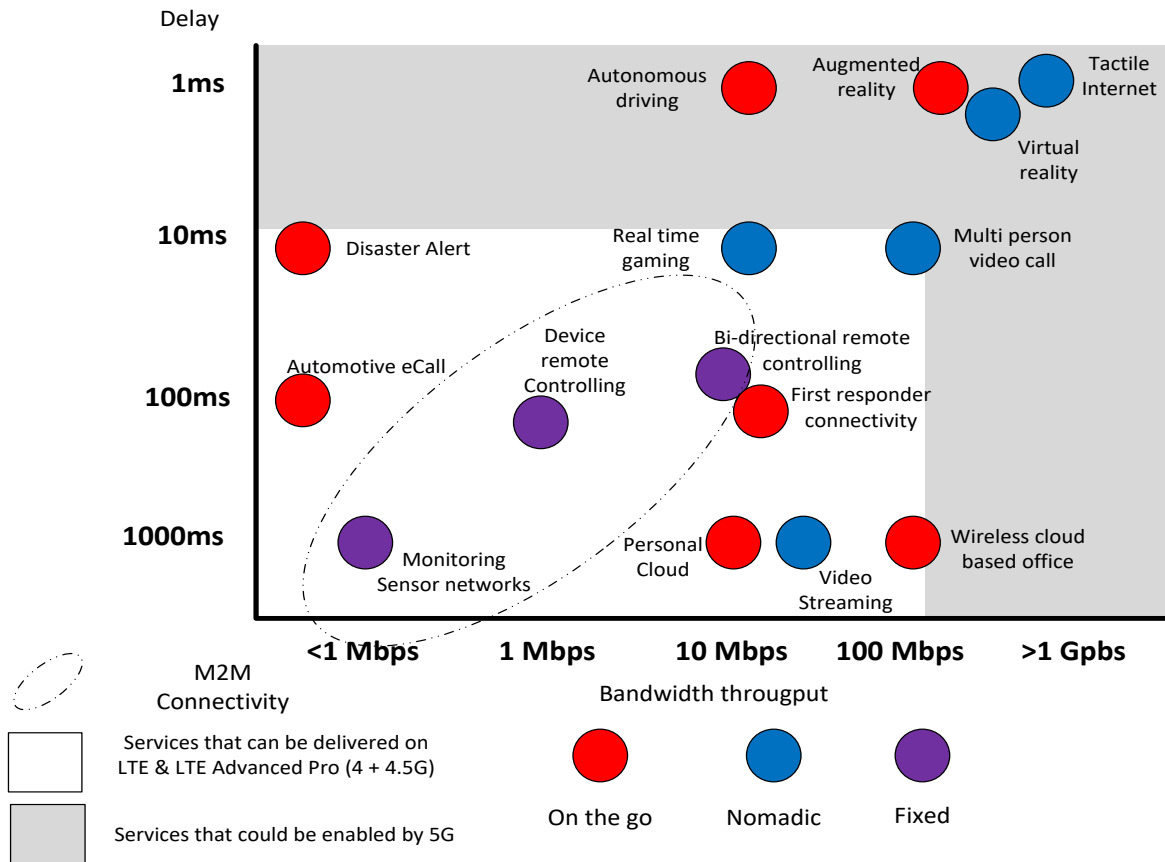 Delay
1ms
Autonomous
driving
Augmented
reality
Tactile
Internet
Virtual
reality
10ms
Disaster Alert
Real time
gaming
Multi person
video call
Device
remote
Controlling
Bi-directional remote
controlling
Automotive eCall
100ms
First responder
connectivity
1000ms
Monitoring
Sensor networks
Personal
Cloud
Video
Streaming
Wireless cloud
based office
<1 Mbps
1 Mbps
10 Mbps
100 Mbps
>1 Gpbs
Bandwidth througput
M2M
Connectivity
Services that can be delivered on
LTE & LTE Advanced Pro (4 + 4.5G)
Services that could be enabled by 5G
On the go
Nomadic
Fixed